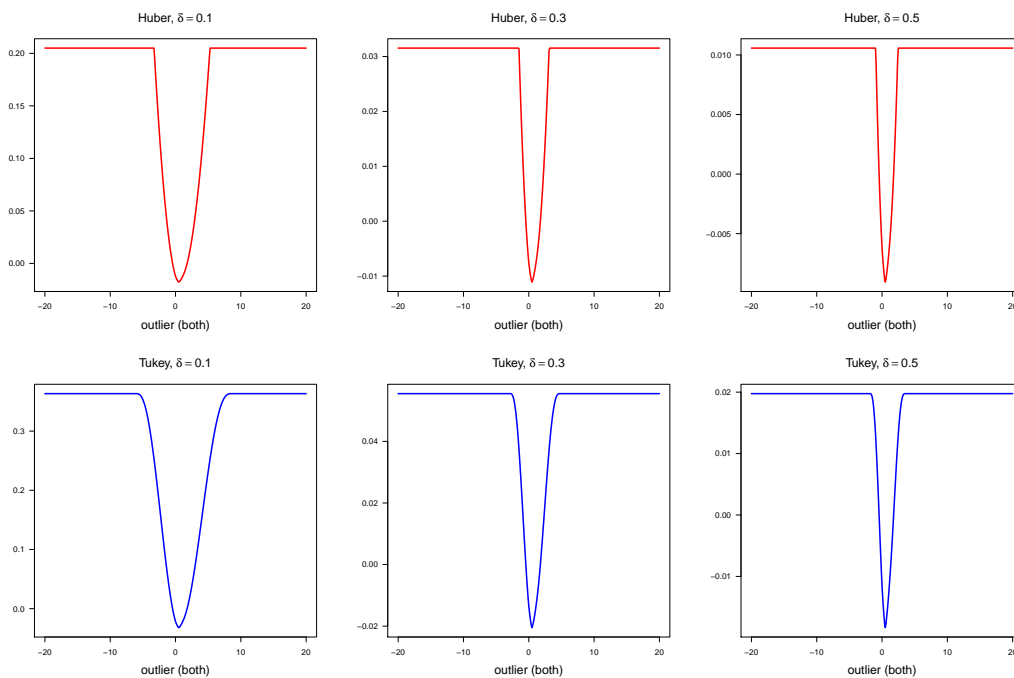 Huber, δ = 0.1
0.20
0.15
0.10
0.05
0.00
−20 −10 0 10 20
outlier (both)
Huber, δ = 0.3
0.03
0.02
0.01
0.00
−0.01
−20 −10 0 10 20
outlier (both)
Huber, δ = 0.5
0.010
0.005
0.000
−0.005
−20 −10 0 10 20
outlier (both)
Tukey, δ = 0.1
0.3
0.2
0.1
0.0
−20 −10 0 10 20
outlier (both)
Tukey, δ = 0.3
0.04
0.02
0.00
−0.02
−20 −10 0 10 20
outlier (both)
Tukey, δ = 0.5
0.02
0.01
0.00
−0.01
−20 −10 0 10 20
outlier (both)